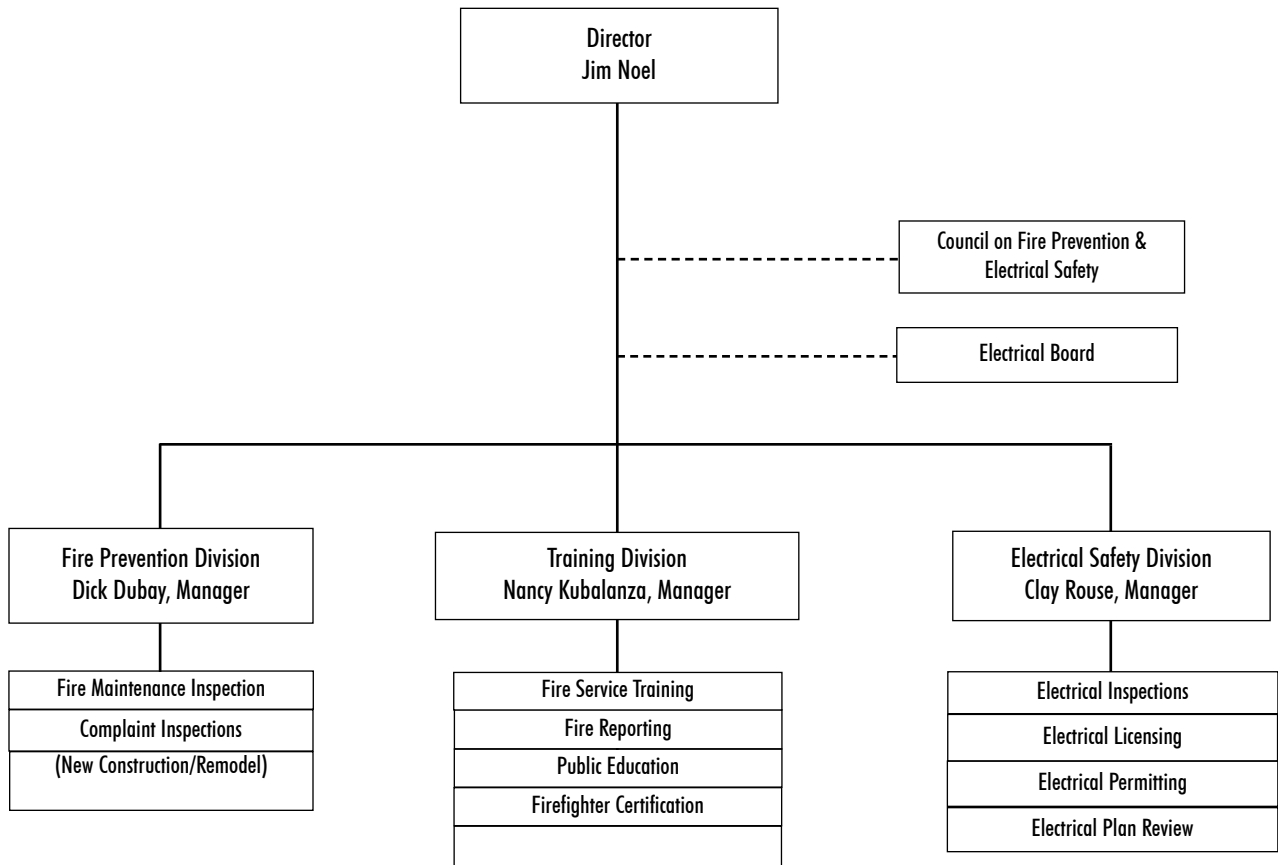 Director
Jim Noel
Council on Fire Prevention &
Electrical Safety
Electrical Board
Fire Prevention Division
Dick Dubay, Manager
Training Division
Nancy Kubalanza, Manager
Electrical Safety Division
Clay Rouse, Manager
Fire Maintenance Inspection
Complaint Inspections
(New Construction/Remodel)
Fire Service Training
Fire Reporting
Public Education
Firefighter Certification
Electrical Inspections
Electrical Licensing
Electrical Permitting
Electrical Plan Review